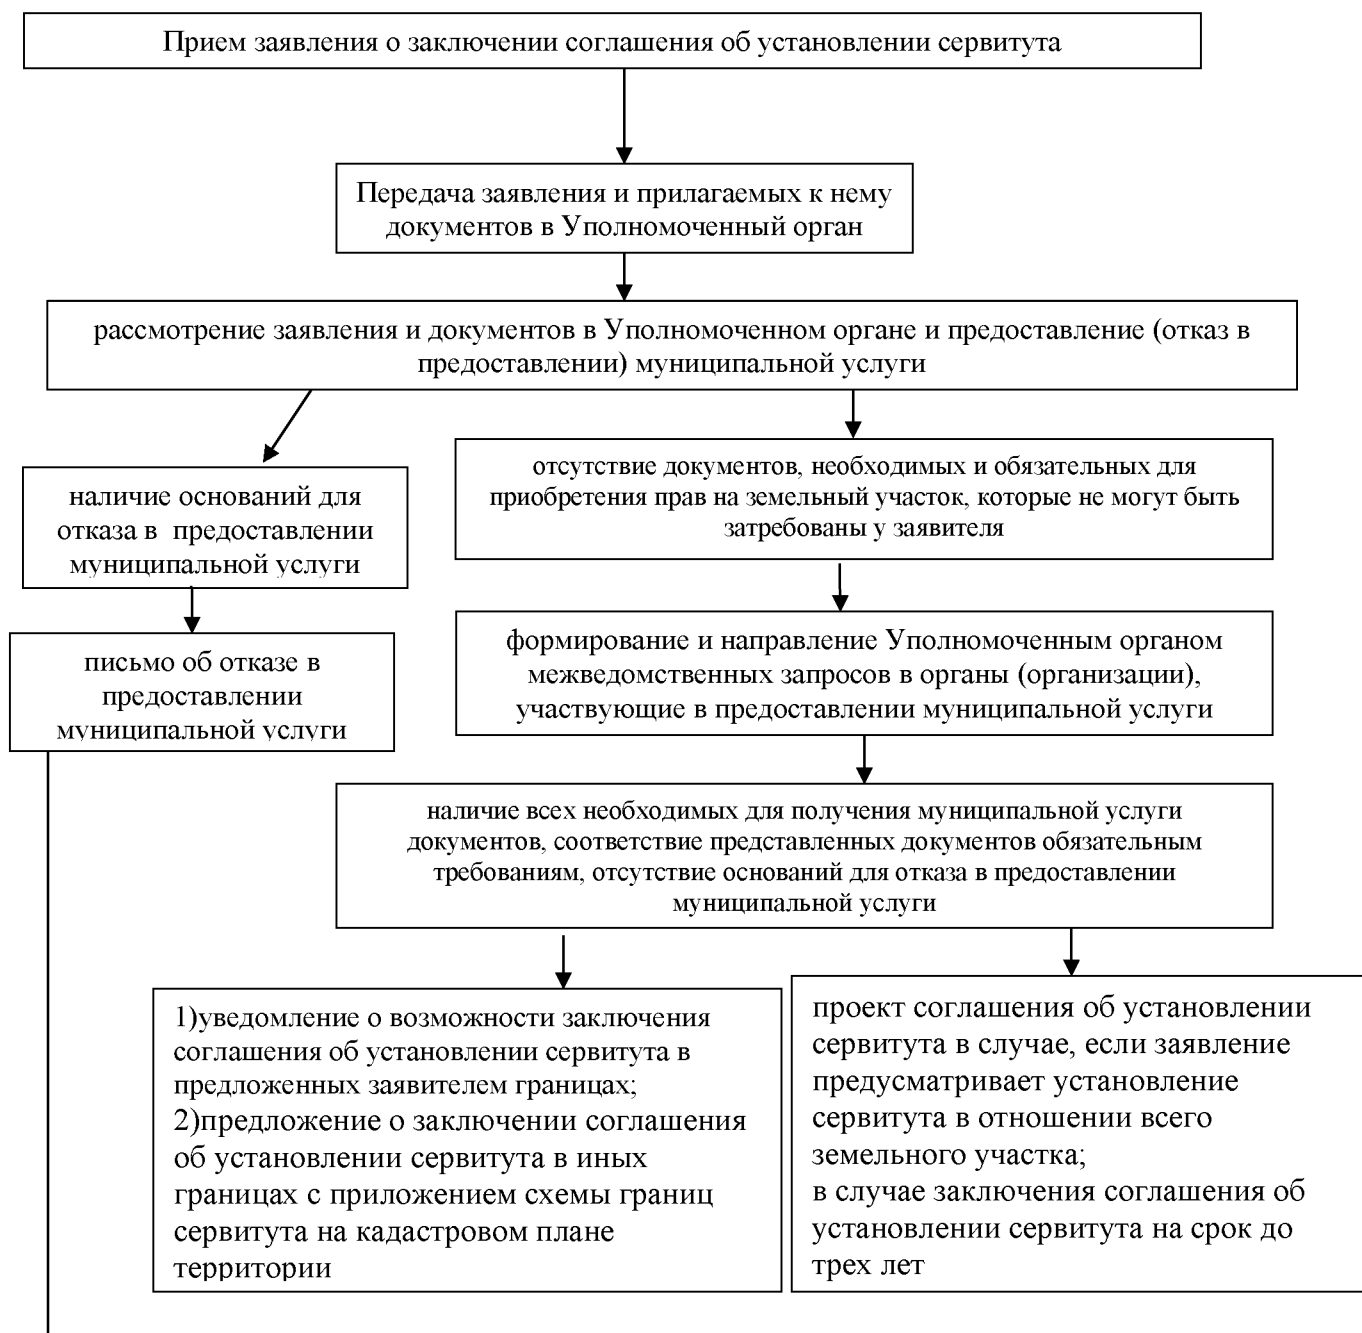 Прием заявления о заключении соглашения об установлении сервитута
Передача заявления и прилагаемых к нему
документов в Уполномоченный орган
рассмотрение заявления и документов в Уполномоченном органе и предоставление (отказ в
предоставлении) муниципальной услуги
наличие оснований для
отказа в  предоставлении
муниципальной услуги
отсутствие документов, необходимых и обязательных для
приобретения прав на земельный участок, которые не могут быть
затребованы у заявителя
письмо об отказе в
предоставлении
муниципальной услуги
формирование и направление Уполномоченным органом
межведомственных запросов в органы (организации),
участвующие в предоставлении муниципальной услуги
наличие всех необходимых для получения муниципальной услуги
документов, соответствие представленных документов обязательным
требованиям, отсутствие оснований для отказа в предоставлении
муниципальной услуги
1)уведомление о возможности заключения
соглашения об установлении сервитута в
предложенных заявителем границах;
2)предложение о заключении соглашения
об установлении сервитута в иных
границах с приложением схемы границ
сервитута на кадастровом плане
территории
проект соглашения об установлении
сервитута в случае, если заявление
предусматривает установление
сервитута в отношении всего
земельного участка;
в случае заключения соглашения об
установлении сервитута на срок до
трех лет